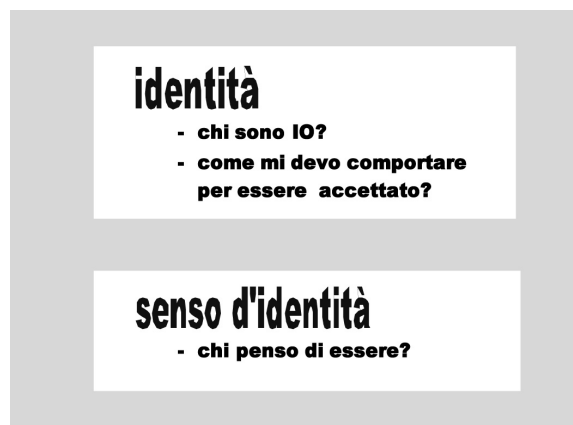 identità
- chi sono IO?
- come mi devo comportare
per essere accettato?
senso d'identità
- chi penso di essere?